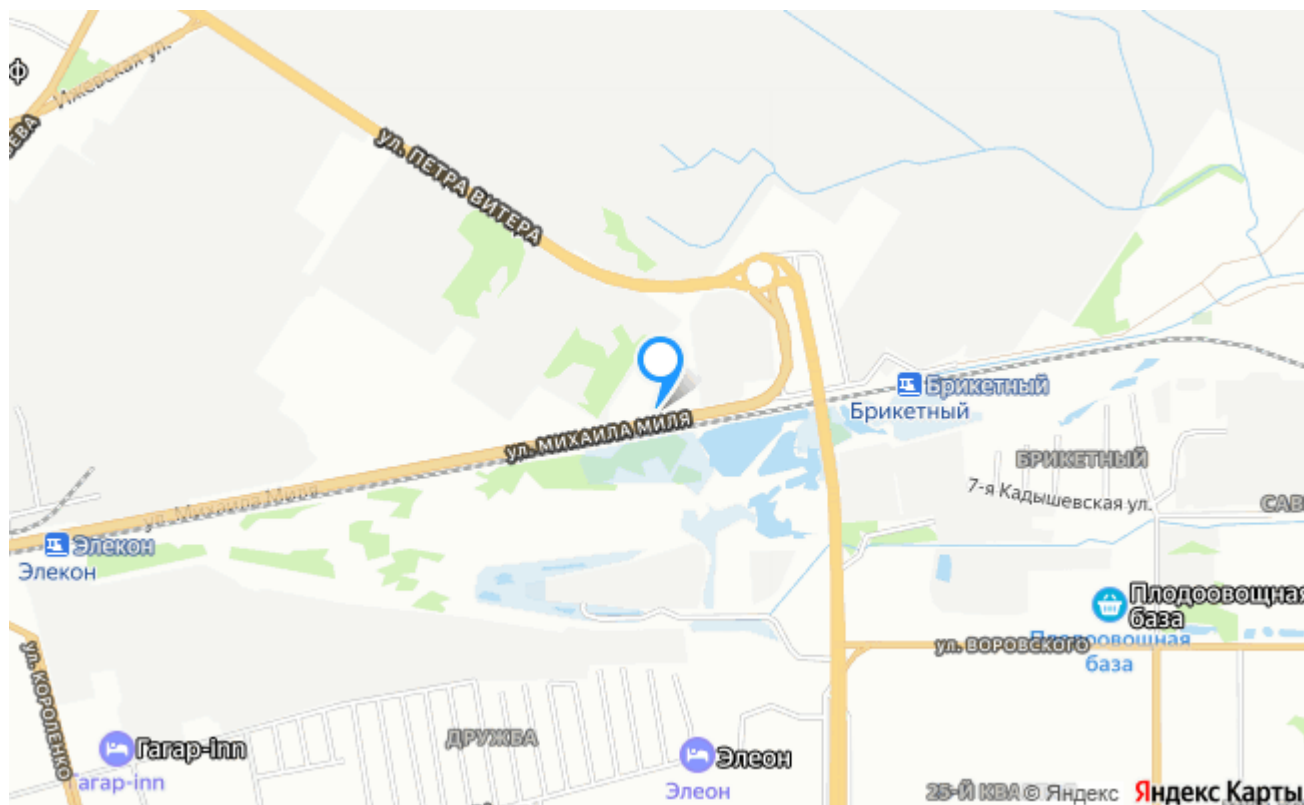 Ижевская ул.
ф
ЕВА
ул. ПЕТРА ВИТЕРА
Брикетный
Брикетный
ул. МИХАИЛА МИЛЯ
ул. Михаила Миля
БРИКЕТНЫЙ
7-я Кадышевская ул.
САВ
Элекон
Элекон
Плодоовощная
база
ул. ВОРОВСКОГО
Плодоовощная
база
ул. КОРОЛЕНКО
ДРУЖБА
Гагар-inn
Гагар-inn
Элеон
Элеон
25-Й КВА
© Яндекс
Яндекс Карты